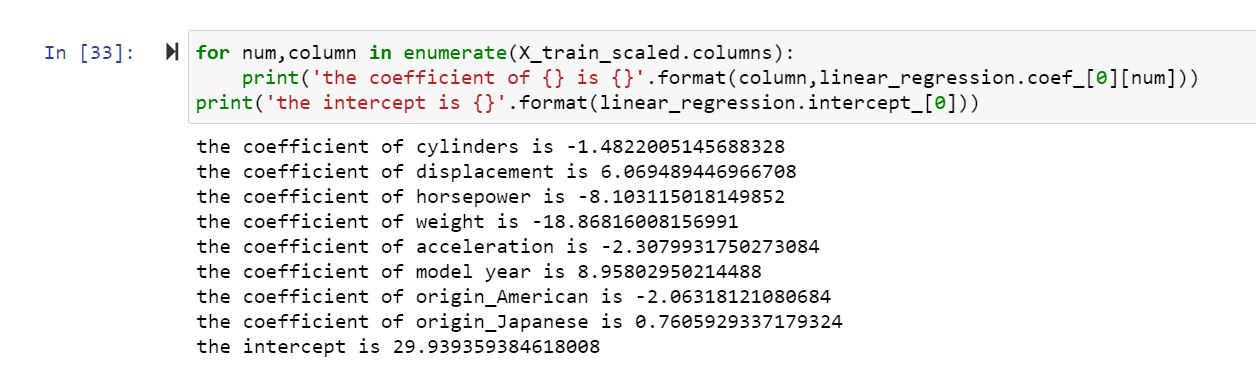 In [33]:
for num,column in enumerate(X_train_scaled.columns):
    print('the coefficient of {} is {}'.format(column,linear_regression.coef_[0][num]))
print('the intercept is {}'.format(linear_regression.intercept_[0]))
the coefficient of cylinders is -1.4822005145688328
the coefficient of displacement is 6.069489446966708
the coefficient of horsepower is -8.103115018149852
the coefficient of weight is -18.86816008156991
the coefficient of acceleration is -2.3079931750273084
the coefficient of model year is 8.95802950214488
the coefficient of origin_American is -2.06318121080684
the coefficient of origin_Japanese is 0.7605929337179324
the intercept is 29.939359384618008